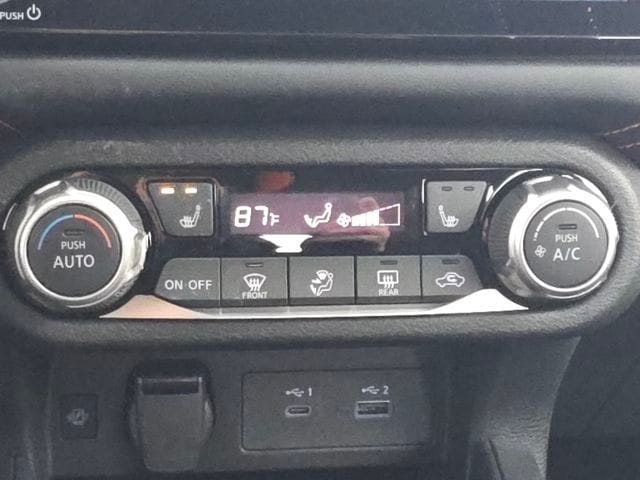 PUSH
87°F
PUSH
AUTO
PUSH
A/C
ON·OFF
FRONT
REAR
1
2